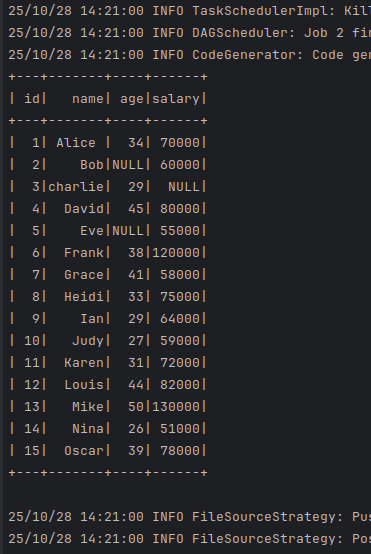 25/10/28 14:21:00 INFO TaskSchedulerImpl: Kill
25/10/28 14:21:00 INFO DAGScheduler: Job 2 fin
25/10/28 14:21:00 INFO CodeGenerator: Code gen
+---+-------+----+------+
| id|   name| age|salary|
+---+-------+----+------+
|  1| Alice |  34| 70000|
|  2|    Bob|NULL| 60000|
|  3|charlie|  29|  NULL|
|  4|  David|  45| 80000|
|  5|    Eve|NULL| 55000|
|  6|  Frank|  38|120000|
|  7|  Grace|  41| 58000|
|  8|  Heidi|  33| 75000|
|  9|    Ian|  29| 64000|
| 10|   Judy|  27| 59000|
| 11|  Karen|  31| 72000|
| 12|  Louis|  44| 82000|
| 13|   Mike|  50|130000|
| 14|   Nina|  26| 51000|
| 15|  Oscar|  39| 78000|
+---+-------+----+------+
25/10/28 14:21:00 INFO FileSourceStrategy: Pus
25/10/28 14:21:00 INFO FileSourceStrategy: Pos